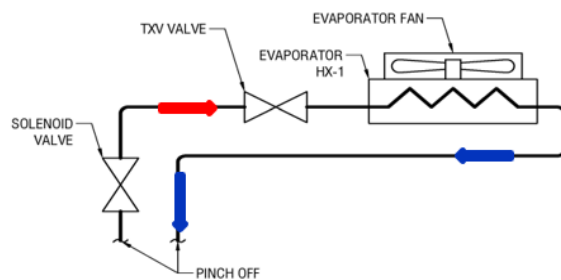 EVAPORATOR FAN
TXV VALVE
EVAPORATOR
HX-1
SOLENOID
VALVE
PINCH OFF